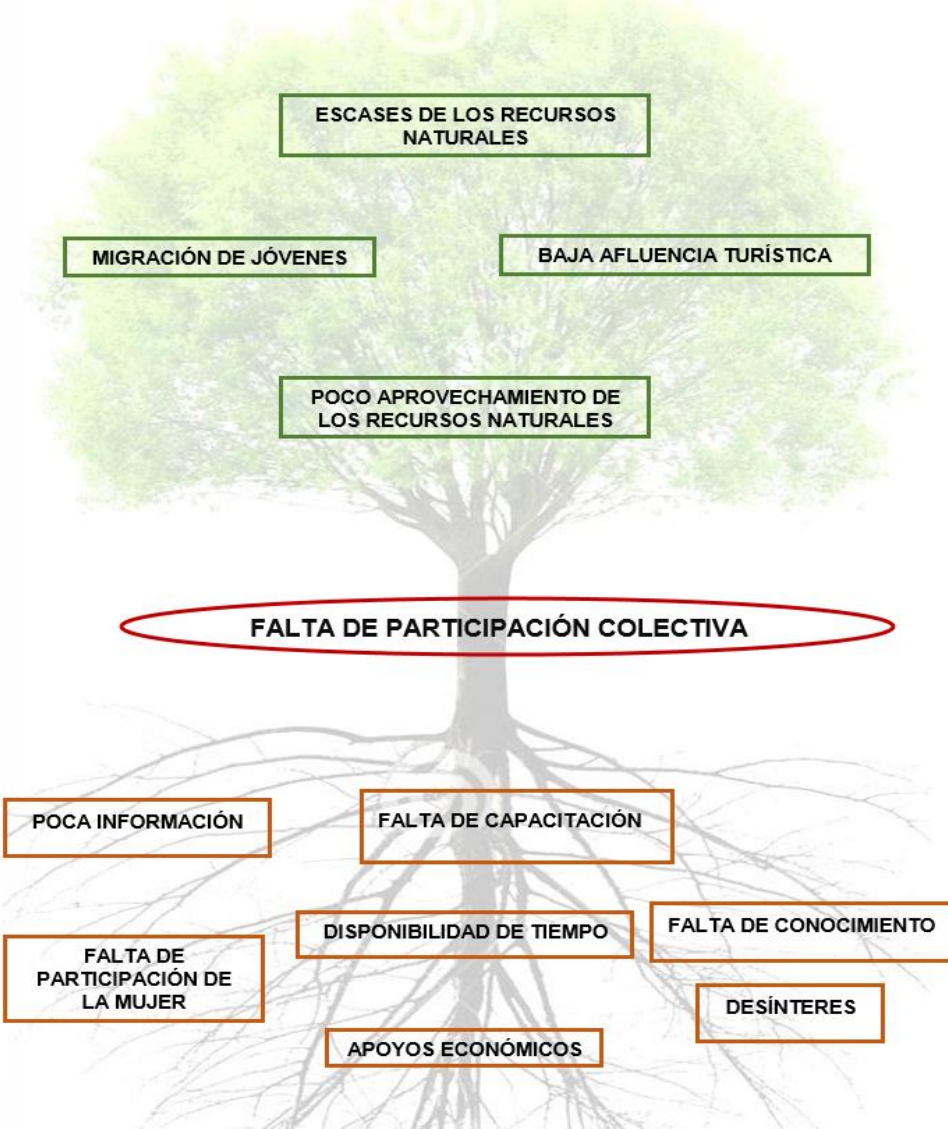 ESCASES DE LOS RECURSOS
NATURALES
MIGRACIÓN DE JÓVENES
BAJA AFLUENCIA TURÍSTICA
POCO APROVECHAMIENTO DE
LOS RECURSOS NATURALES
FALTA DE PARTICIPACIÓN COLECTIVA
POCA INFORMACIÓN
FALTA DE CAPACITACIÓN
DISPONIBILIDAD DE TIEMPO
FALTA DE CONOCIMIENTO
FALTA DE
PARTICIPACIÓN DE
LA MUJER
DESÍNTERES
APOYOS ECONÓMICOS